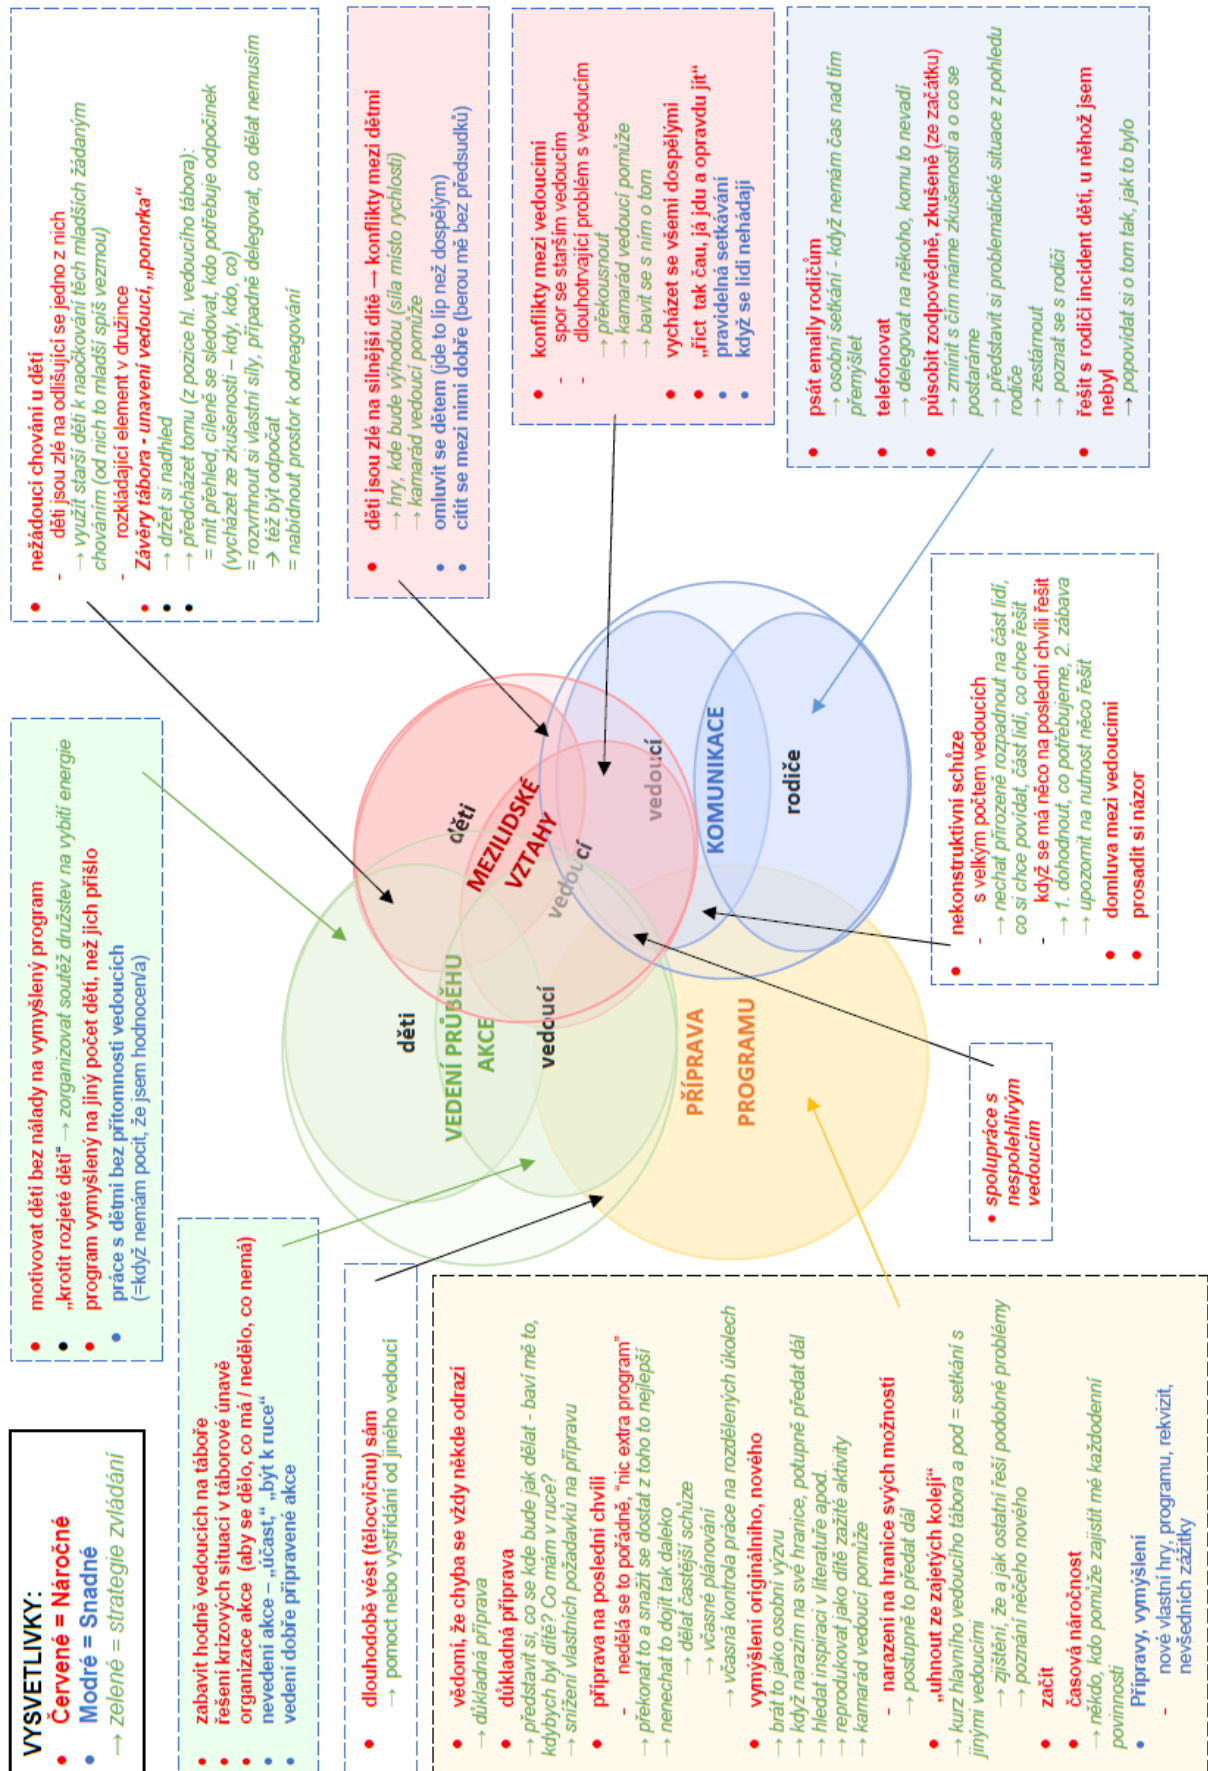 VYSVETLIVKY:
• Červené = Náročné
• Modré = Snadné
→ zelené = strategie zvládání
• motivovat děti bez nálady na vymyšlený program
• „krotit rozjeté děti“ → zorganizovat soutěž družstev na vybití energie
• program vymyšlený na jiný počet dětí, než jich přišlo
• práce s dětmi bez přítomnosti vedoucích
(=když nemám pocit, že jsem hodnocen/a)
• nežádoucí chování u dětí
- děti jsou zlé na odlišující se jedno z nich
→ využít starší děti k naočkování těch mladších žádaným
chováním (od nich to mladší spíš vezmou)
- rozkládající element v družince
• Závěry tábora - unavení vedoucí, „ponorka“
• → držet si nadhled
• → předcházet tomu (z pozice hl. vedoucího tábora):
= mít přehled, cíleně se sledovat, kdo potřebuje odpočinek
(vycházet ze zkušenosti – kdy, kdo, co)
= rozvrhnout si vlastní síly, případně delegovat, co dělat nemusím
→ též být odpočat
= nabídnout prostor k odreagování
• zabavit hodně vedoucích na táboře
• řešení krizových situací v táborové únavě
• organizace akce (aby se dělo, co má / nedělo, co nemá)
• nevedení akce – „účast,“ „být k ruce“
• vedení dobře připravené akce
• děti jsou zlé na silnější dítě → konflikty mezi dětmi
→ hry, kde bude výhodou (síla místo rychlosti)
→ kamarád vedoucí pomůže
• omluvit se dětem (jde to líp než dospělým)
• cítit se mezi nimi dobře (berou mě bez předsudků)
• dlouhodobě vést (tělocvičnu) sám
→ pomoct nebo vystřídání od jiného vedoucí
• konflikty mezi vedoucími
- spor se starším vedoucím
- dlouhotrvající problém s vedoucím
→ překousnout
→ kamarád vedoucí pomůže
→ bavit se s ním o tom
• vycházet se všemi dospělými
• „říct tak čau, já jdu a opravdu jít“
• pravidelná setkávání
• když se lidi nehádají
děti
VEDENÍ PRŮBĚHU
AKCE
vedoucí
děti
MEZILIDSKÉ
VZTAHY
vedoucí
vedoucí
KOMUNIKACE
rodiče
PŘÍPRAVA
PROGRAMU
• vědomí, že chyba se vždy někde odrazí
→ důkladná příprava
• důkladná příprava
→ představit si, co se kde bude jak dělat - baví mě to,
kdybych byl dítě? Co mám v ruce?
→ snížení vlastních požadavků na přípravu
• příprava na poslední chvíli
- nedělá se to pořádně, "nic extra program"
→ překonat to a snažit se dostat z toho to nejlepší
→ nenechat to dojít tak daleko
→ dělat častější schůze
→ včasné plánování
→ včasná kontrola práce na rozdělených úkolech
• vymýšlení originálního, nového
→ brát to jako osobní výzvu
→ když narazím na své hranice, potupně předat dál
→ hledat inspiraci v literatuře apod.
→ reprodukovat jako dítě zažité aktivity
→ kamarád vedoucí pomůže
- narazení na hranice svých možností
→ postupně to předat dál
• „uhnout ze zajetých kolejí“
→ kurz hlavního vedoucího tábora a pod = setkání s
jinými vedoucími
→ zjištění, že a jak ostatní řeší podobné problémy
→ poznání něčeho nového
• začít
• časová náročnost
→ někdo, kdo pomůže zajistit mé každodenní
povinnosti
• Přípravy, vymýšlení
- nové vlastní hry, programu, rekvizit,
nevšedních zážitky
• spolupráce s
nespolehlivým
vedoucím
• nekonstruktivní schůze
- s velkým počtem vedoucích
→ nechat přirozeně rozpadnout na část lidí,
co si chce povídat, část lidí, co chce řešit
- když se má něco na poslední chvíli řešit
→ 1. dohodnout, co potřebujeme, 2. zábava
→ upozornit na nutnost něco řešit
• domluva mezi vedoucími
• prosadit si názor
• psát emaily rodičům
→ osobní setkání - když nemám čas nad tím
přemýšlet
• telefonovat
→ delegovat na někoho, komu to nevadí
• působit zodpovědně, zkušeně (ze začátku)
→ zmínit s čím máme zkušenosti a o co se
postaráme
→ představit si problematické situace z pohledu
rodiče
→ zestárnout
→ poznat se s rodiči
• řešit s rodiči incident dětí, u něhož jsem
nebyl
→ popovídat si o tom tak, jak to bylo